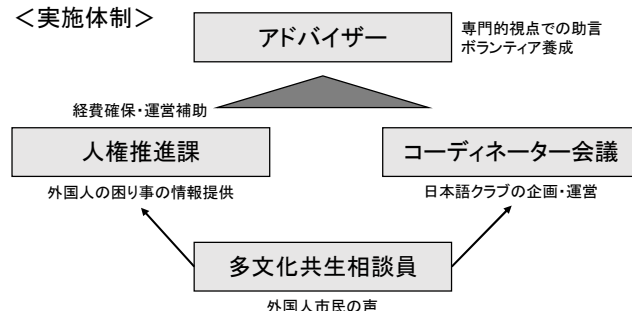 ＜実施体制＞
アドバイザー
専門的視点での助言
ボランティア養成
経費確保・運営補助
人権推進課
コーディネーター会議
外国人の困り事の情報提供
日本語クラブの企画・運営
多文化共生相談員
外国人市民の声